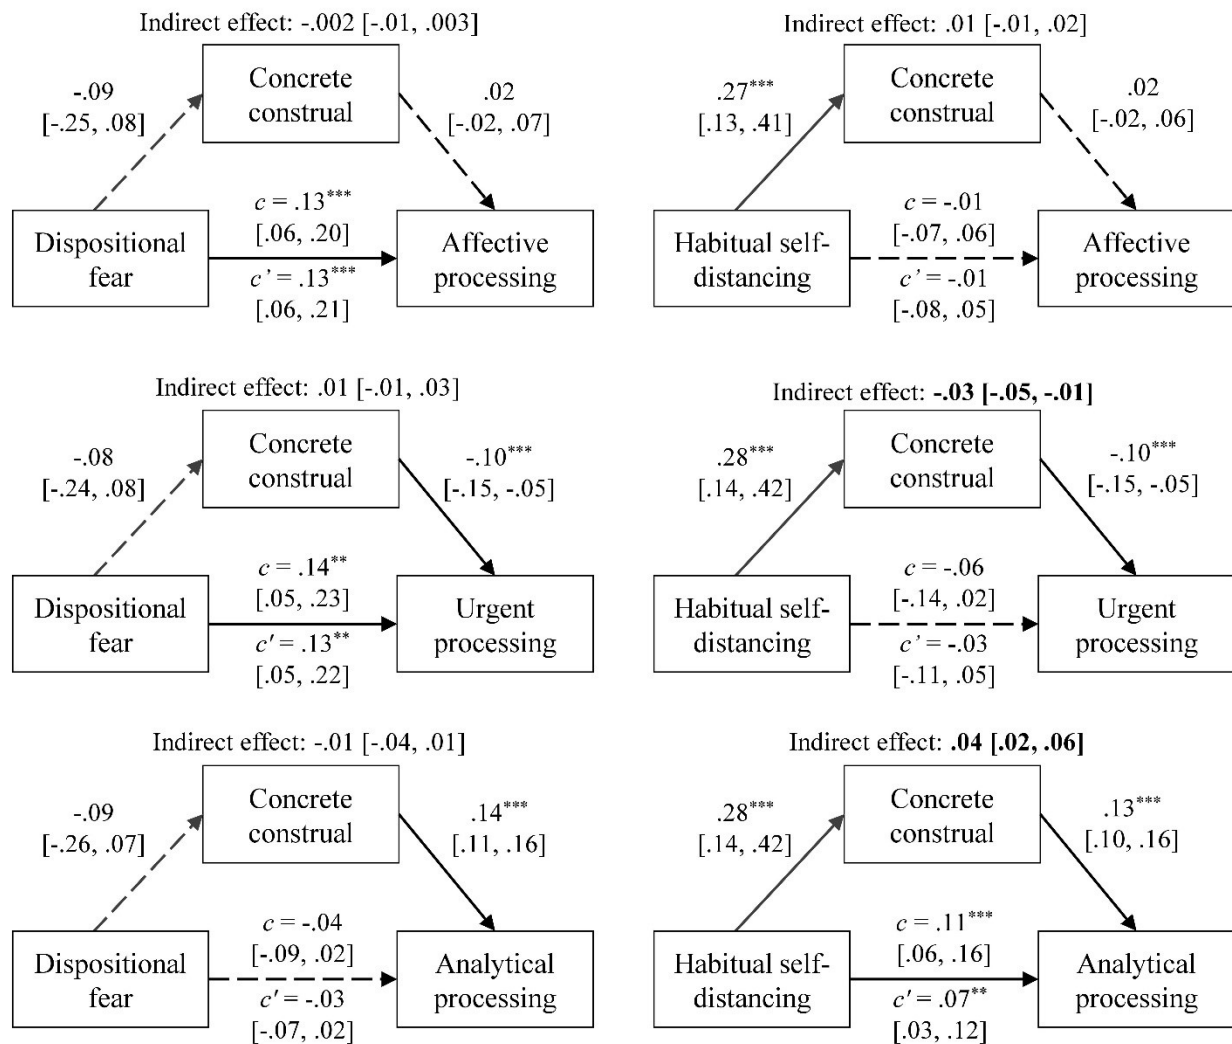 Indirect effect: -.002 [-.01, .003]
Concrete
construal
-.09
[-.25, .08]
.02
[-.02, .07]
Dispositional
fear
c = .13***
[.06, .20]
c' = .13***
[.06, .21]
Affective
processing
Indirect effect: .01 [-.01, .02]
Concrete
construal
.27***
[.13, .41]
.02
[-.02, .06]
Habitual self-
distancing
c = -.01
[-.07, .06]
c' = -.01
[-.08, .05]
Affective
processing
Indirect effect: .01 [-.01, .03]
Concrete
construal
-.08
[-.24, .08]
-.10***
[-.15, -.05]
Dispositional
fear
c = .14**
[.05, .23]
c' = .13**
[.05, .22]
Urgent
processing
Indirect effect: -.03 [-.05, -.01]
Concrete
construal
.28***
[.14, .42]
-.10***
[-.15, -.05]
Habitual self-
distancing
c = -.06
[-.14, .02]
c' = -.03
[-.11, .05]
Urgent
processing
Indirect effect: -.01 [-.04, .01]
Concrete
construal
-.09
[-.26, .07]
.14***
[.11, .16]
Dispositional
fear
c = -.04
[-.09, .02]
c' = -.03
[-.07, .02]
Analytical
processing
Indirect effect: .04 [.02, .06]
Concrete
construal
.28***
[.14, .42]
.13***
[.10, .16]
Habitual self-
distancing
c = .11***
[.06, .16]
c' = .07**
[.03, .12]
Analytical
processing